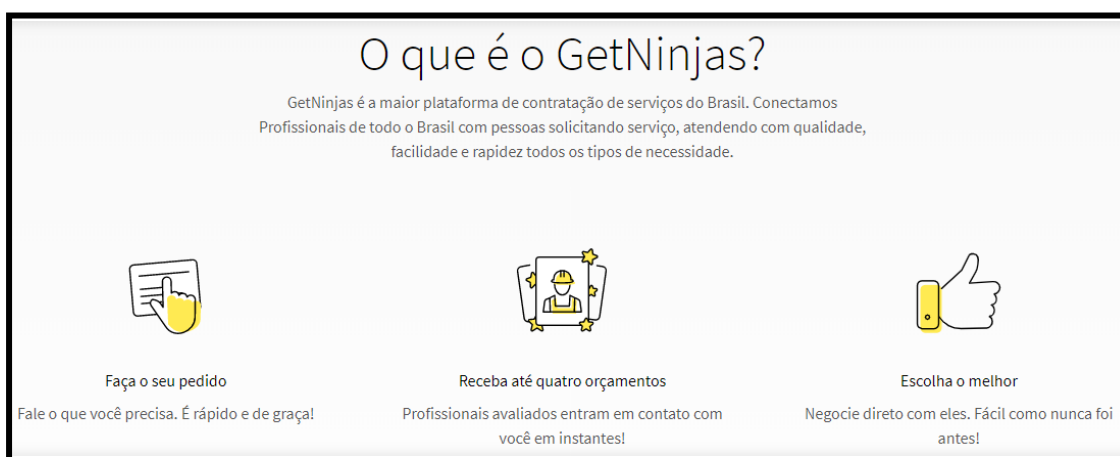 O que é o GetNinjas?
GetNinjas é a maior plataforma de contratação de serviços do Brasil. Conectamos
Profissionais de todo o Brasil com pessoas solicitando serviço, atendendo com qualidade,
facilidade e rapidez todos os tipos de necessidade.
Faça o seu pedido
Fale o que você precisa. É rápido e de graça!
Receba até quatro orçamentos
Profissionais avaliados entram em contato com
você em instantes!
Escolha o melhor
Negocie direto com eles. Fácil como nunca foi
antes!